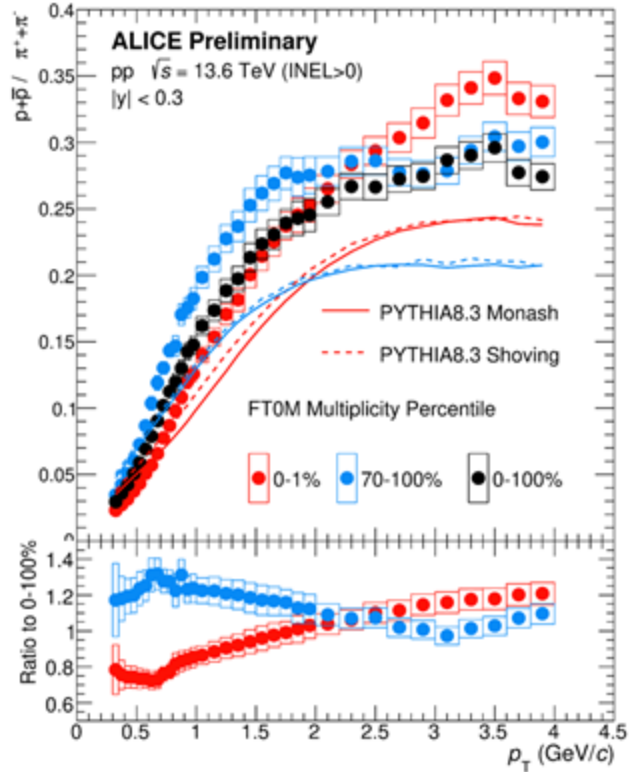 0.4
ALICE Preliminary
pp √s = 13.6 TeV (INEL>0)
|y| < 0.3
p+p̅ / π⁺+π⁻
0.35
0.3
0.25
0.2
0.15
0.1
0.05
0
PYTHIA8.3 Monash
PYTHIA8.3 Shoving
FT0M Multiplicity Percentile
0-1% 70-100% 0-100%
Ratio to 0-100%
1.4
1.2
1
0.8
0.6
0 0.5 1 1.5 2 2.5 3 3.5 4 4.5
p_T (GeV/c)